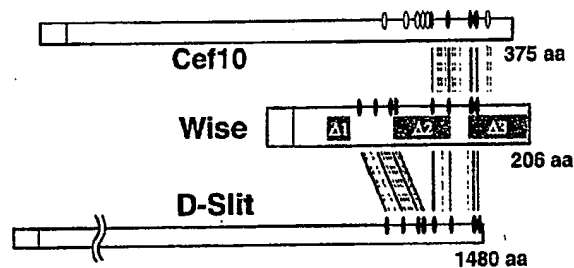 Cef10
375 aa
Wise
Δ1 Δ2 Δ3
206 aa
D-Slit
1480 aa